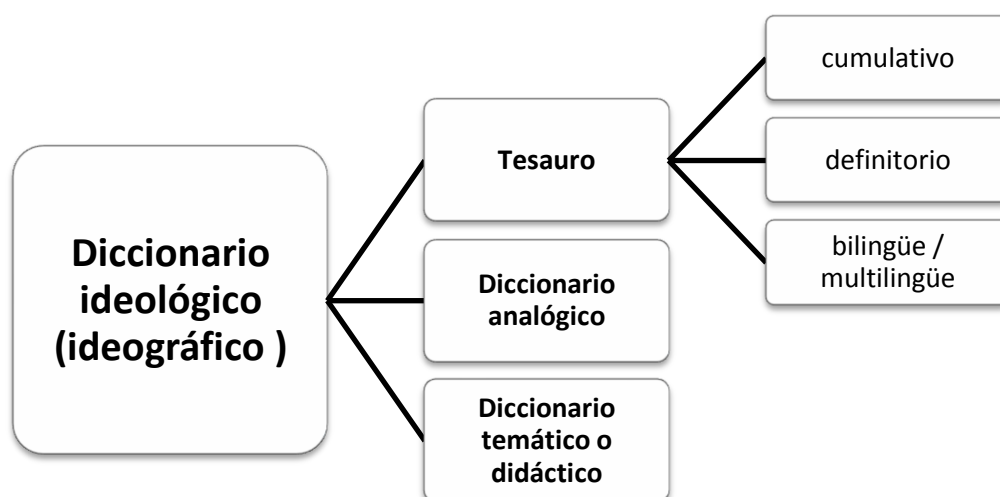 Diccionario
ideológico
(ideográfico )
Tesauro
Diccionario
analógico
Diccionario
temático o
didáctico
cumulativo
definitorio
bilingüe /
multilingüe